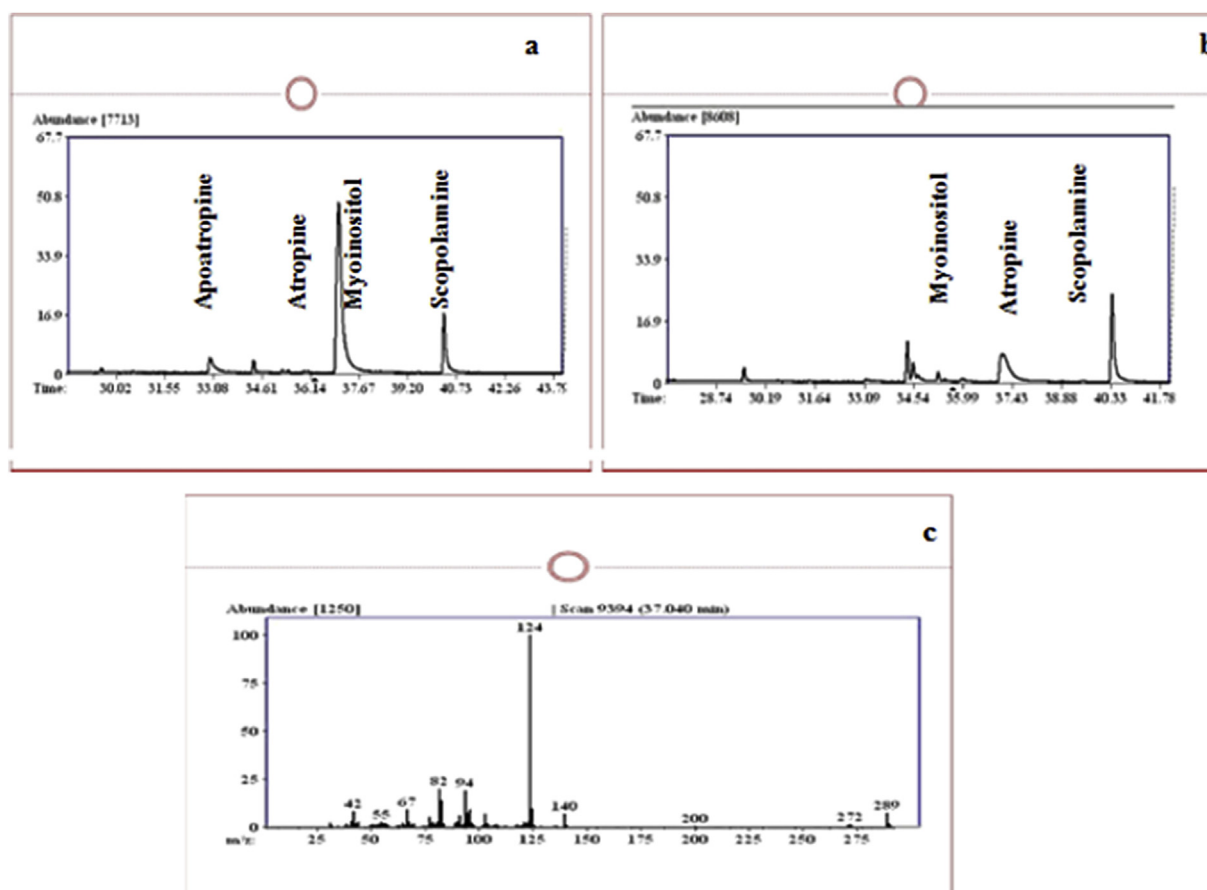 a
Abundance [7713]
67.7
50.8
33.9
16.9
0
Apoatropine
Atropine
Myoinositol
Scopolamine
Time: 30.02 31.55 33.08 34.61 36.14 37.67 39.20 40.73 42.26 43.75
b
Abundance [8608]
67.7
50.8
33.9
16.9
0
Myoinositol
Atropine
Scopolamine
Time: 28.74 30.19 31.64 33.09 34.54 35.99 37.43 38.88 40.33 41.78
c
Abundance [1250] | Scan 9394 (37.040 min)
100
75
50
25
0
42
55
67
82
94
124
140
200
272
289
m/z: 25 50 75 100 125 150 175 200 225 250 275